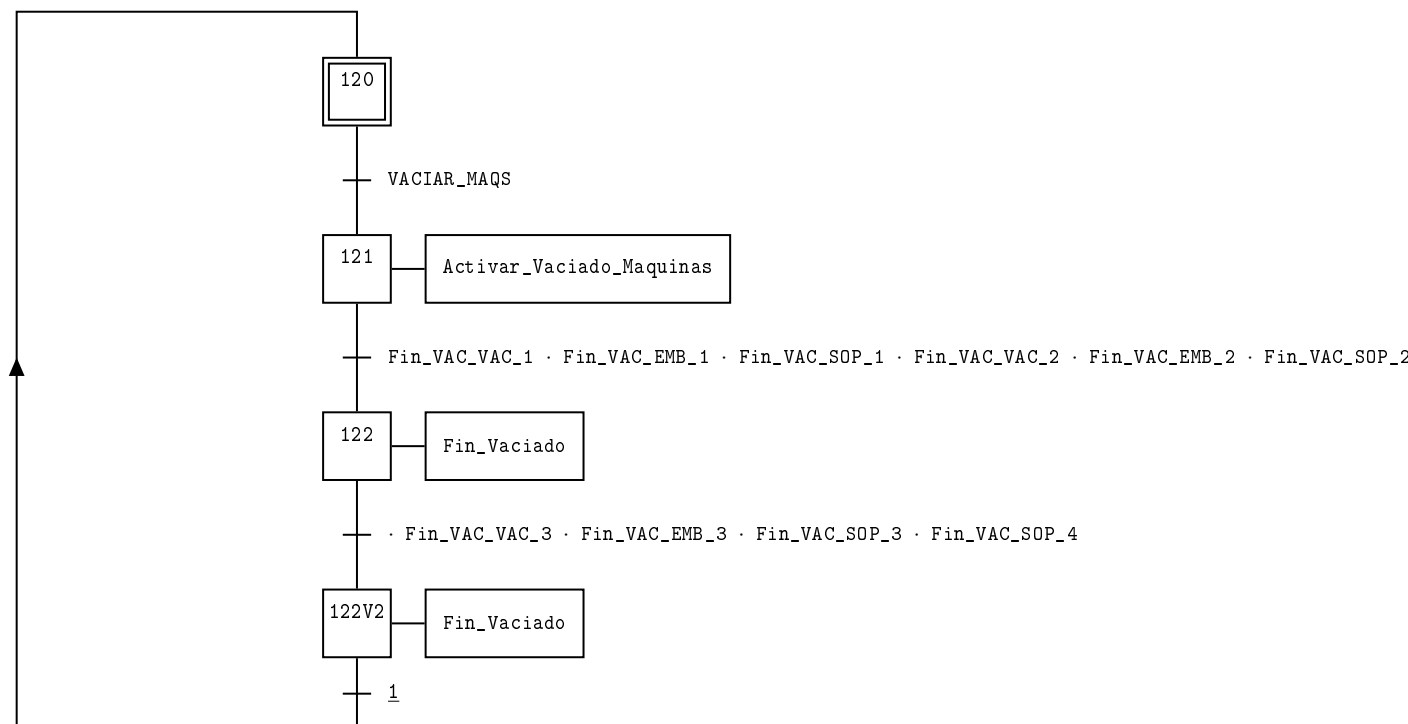 120
VACIAR_MAQS
121
Activar_Vaciado_Maquinas
Fin_VAC_VAC_1 · Fin_VAC_EMB_1 · Fin_VAC_SOP_1 · Fin_VAC_VAC_2 · Fin_VAC_EMB_2 · Fin_VAC_SOP_2
122
Fin_Vaciado
· Fin_VAC_VAC_3 · Fin_VAC_EMB_3 · Fin_VAC_SOP_3 · Fin_VAC_SOP_4
122V2
Fin_Vaciado
1